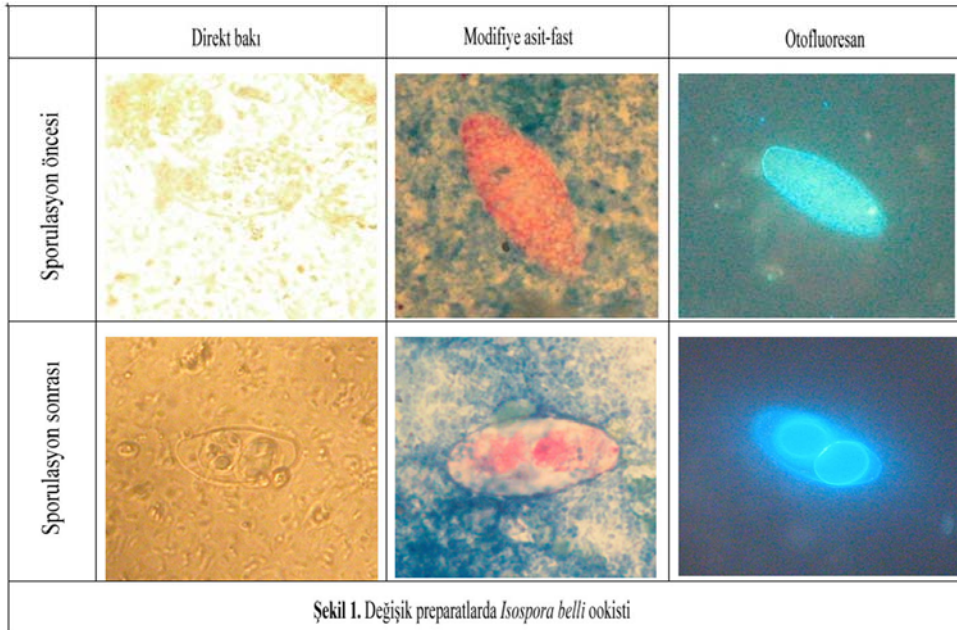 Direkt bakı
Modifiye asit-fast
Otofluoresan
Sporulasyon öncesi
Sporulasyon sonrası
Şekil 1. Değişik preparatlarda Isospora belli ookisti